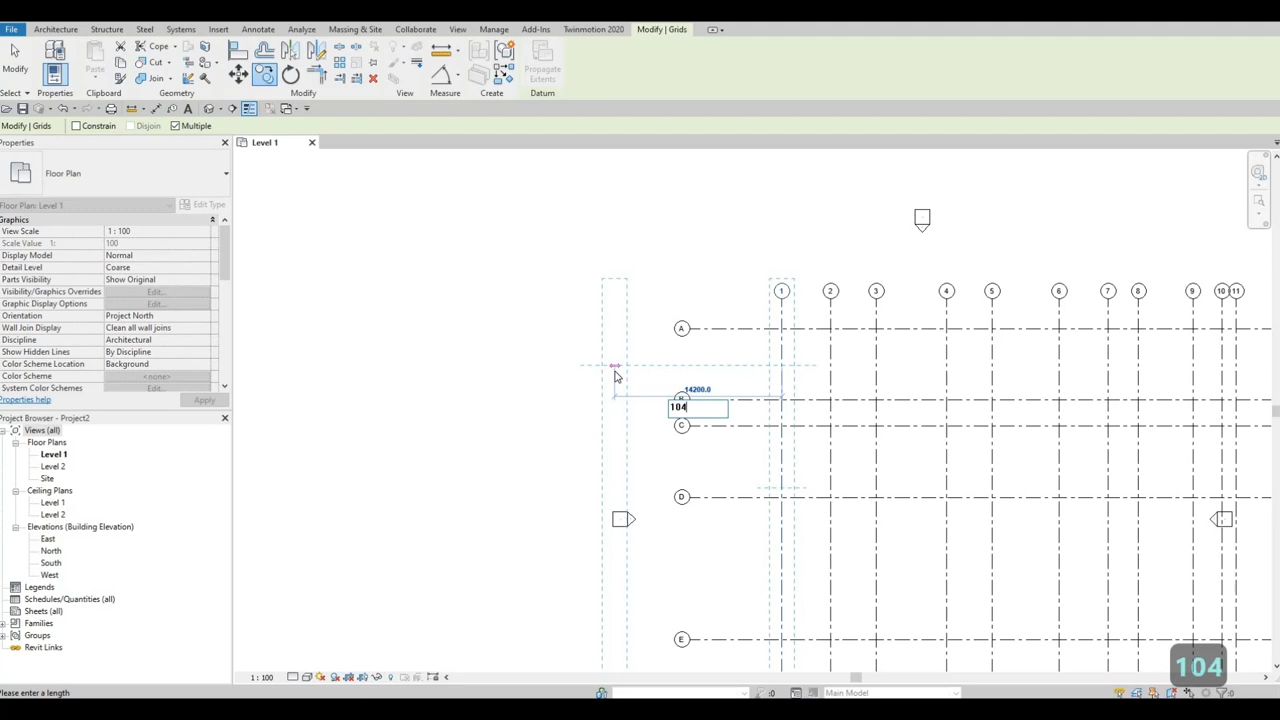 File Architecture Structure Steel Systems Insert Annotate Analyze Massing & Site Collaborate View Manage Add-Ins Twinmotion 2020 Modify | Grids
Cope
Cut
Join
Modify
Paste
Propagate
Extents
Select Properties Clipboard Geometry Modify View Measure Create Datum
Modify | Grids Constrain Disjoin Multiple
Properties
Level 1
Floor Plan
Floor Plan: Level 1 Edit Type
Graphics
View Scale 1 : 100
Scale Value 1: 100
Display Model Normal
Detail Level Coarse
Parts Visibility Show Original
Visibility/Graphics Overrides Edit...
Graphic Display Options Edit...
Orientation Project North
Wall Join Display Clean all wall joins
Discipline Architectural
Show Hidden Lines By Discipline
Color Scheme Location Background
Color Scheme <none>
System Color Schemes Edit...
Properties help Apply
Project Browser - Project2
Views (all)
Floor Plans
Level 1
Level 2
Site
Ceiling Plans
Level 1
Level 2
Elevations (Building Elevation)
East
North
South
West
Legends
Schedules/Quantities (all)
Sheets (all)
Families
Groups
Revit Links
1 2 3 4 5 6 7 8 9 10 11
A
14200.0
104
C
D
E
104
1 : 100
Please enter a length
:0 Main Model :0